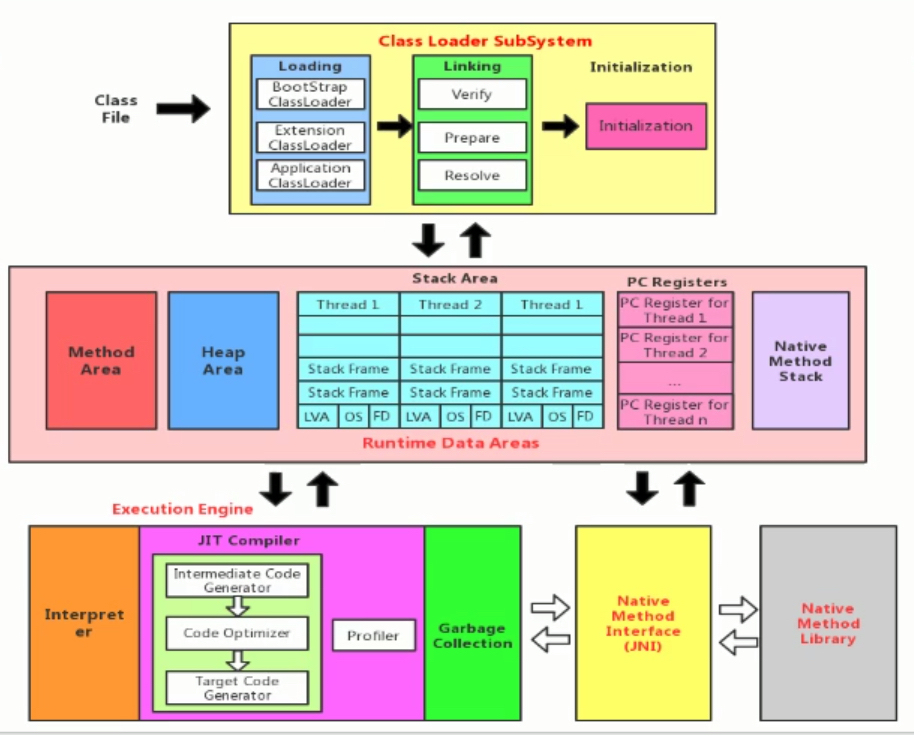 Class Loader SubSystem
Loading
Linking
Initialization
Class
File
BootStrap
ClassLoader
Extension
ClassLoader
Application
ClassLoader
Verify
Prepare
Resolve
Initialization
Stack Area
PC Registers
Method
Area
Heap
Area
Thread 1
Thread 2
Thread 1
Stack Frame
Stack Frame
Stack Frame
Stack Frame
Stack Frame
Stack Frame
LVA
OS
FD
LVA
OS
FD
LVA
OS
FD
PC Register for
Thread 1
PC Register for
Thread 2
...
PC Register for
Thread n
Native
Method
Stack
Runtime Data Areas
Execution Engine
Interpret
er
JIT Compiler
Intermediate Code
Generator
Code Optimizer
Target Code
Generator
Profiler
Garbage
Collection
Native
Method
Interface
(JNI)
Native
Method
Library